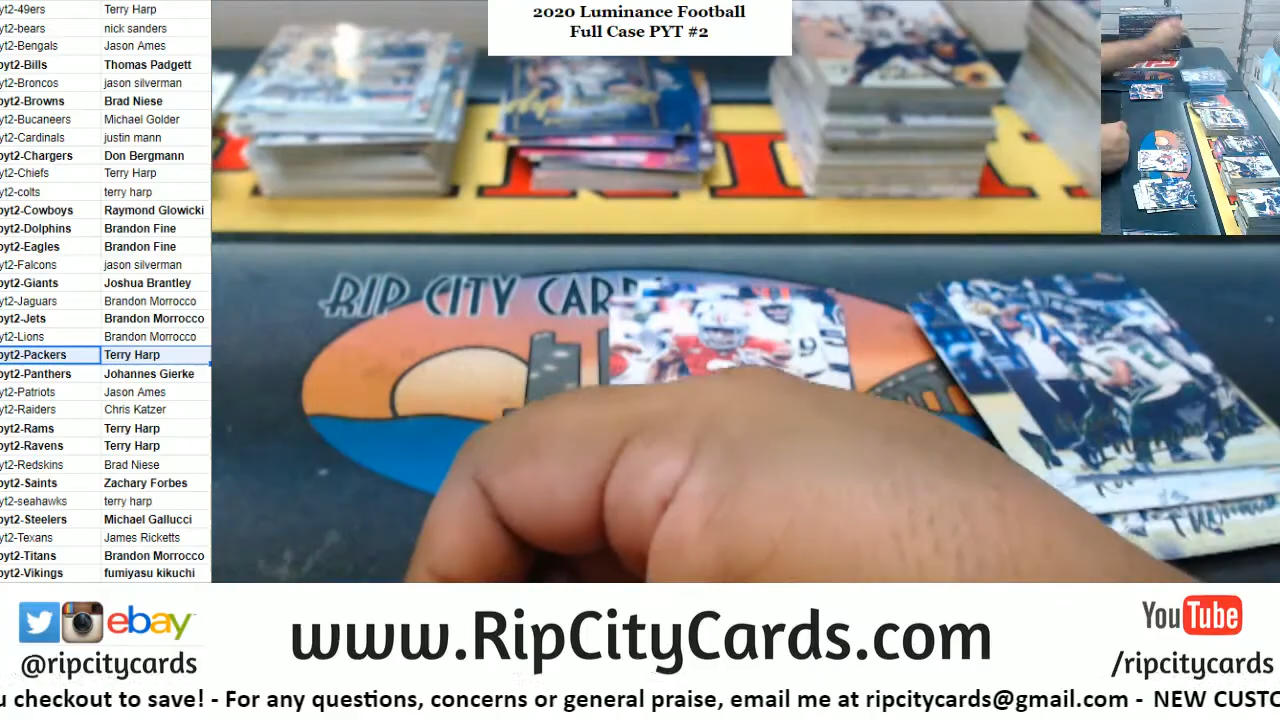 2020 Luminance Football
Full Case PYT #2
yt2-49ers Terry Harp
yt2-bears nick sanders
yt2-Bengals Jason Ames
pyt2-Bills Thomas Padgett
yt2-Broncos jason silverman
pyt2-Browns Brad Niese
yt2-Bucaneers Michael Golder
yt2-Cardinals justin mann
pyt2-Chargers Don Bergmann
yt2-Chiefs Terry Harp
yt2-colts terry harp
pyt2-Cowboys Raymond Glowicki
pyt2-Dolphins Brandon Fine
pyt2-Eagles Brandon Fine
yt2-Falcons jason silverman
pyt2-Giants Joshua Brantley
yt2-Jaguars Brandon Morrocco
pyt2-Jets Brandon Morrocco
yt2-Lions Brandon Morrocco
pyt2-Packers Terry Harp
pyt2-Panthers Johannes Gierke
yt2-Patriots Jason Ames
yt2-Raiders Chris Katzer
pyt2-Rams Terry Harp
pyt2-Ravens Terry Harp
yt2-Redskins Brad Niese
pyt2-Saints Zachary Forbes
yt2-seahawks terry harp
pyt2-Steelers Michael Gallucci
yt2-Texans James Ricketts
pyt2-Titans Brandon Morrocco
pyt2-Vikings fumiyasu kikuchi
RIP CITY CAR
ebay
@ripcitycards
www.RipCityCards.com
YouTube
/ripcitycards
u checkout to save! - For any questions, concerns or general praise, email me at ripcitycards@gmail.com - NEW CUSTO